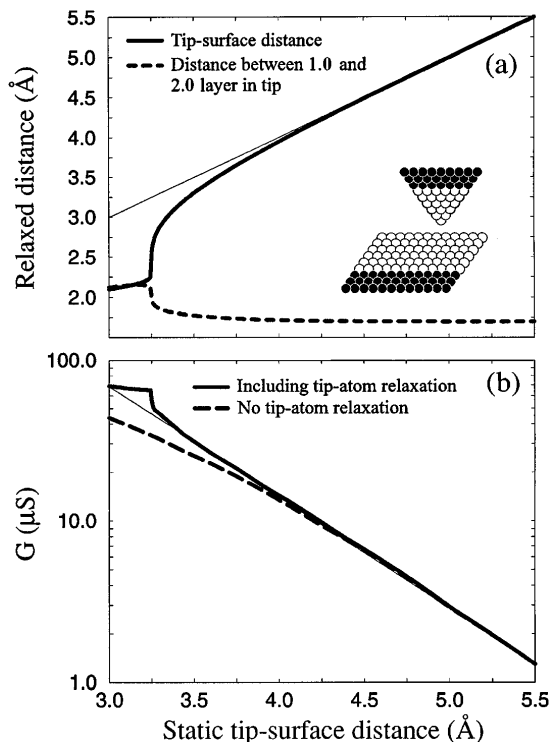 5.5
5.0
4.5
4.0
3.5
3.0
2.5
2.0
Relaxed distance (Å)
Tip-surface distance
Distance between 1.0 and
2.0 layer in tip
(a)
100.0
10.0
1.0
G (μS)
Including tip-atom relaxation
No tip-atom relaxation
(b)
3.0 3.5 4.0 4.5 5.0 5.5
Static tip-surface distance (Å)